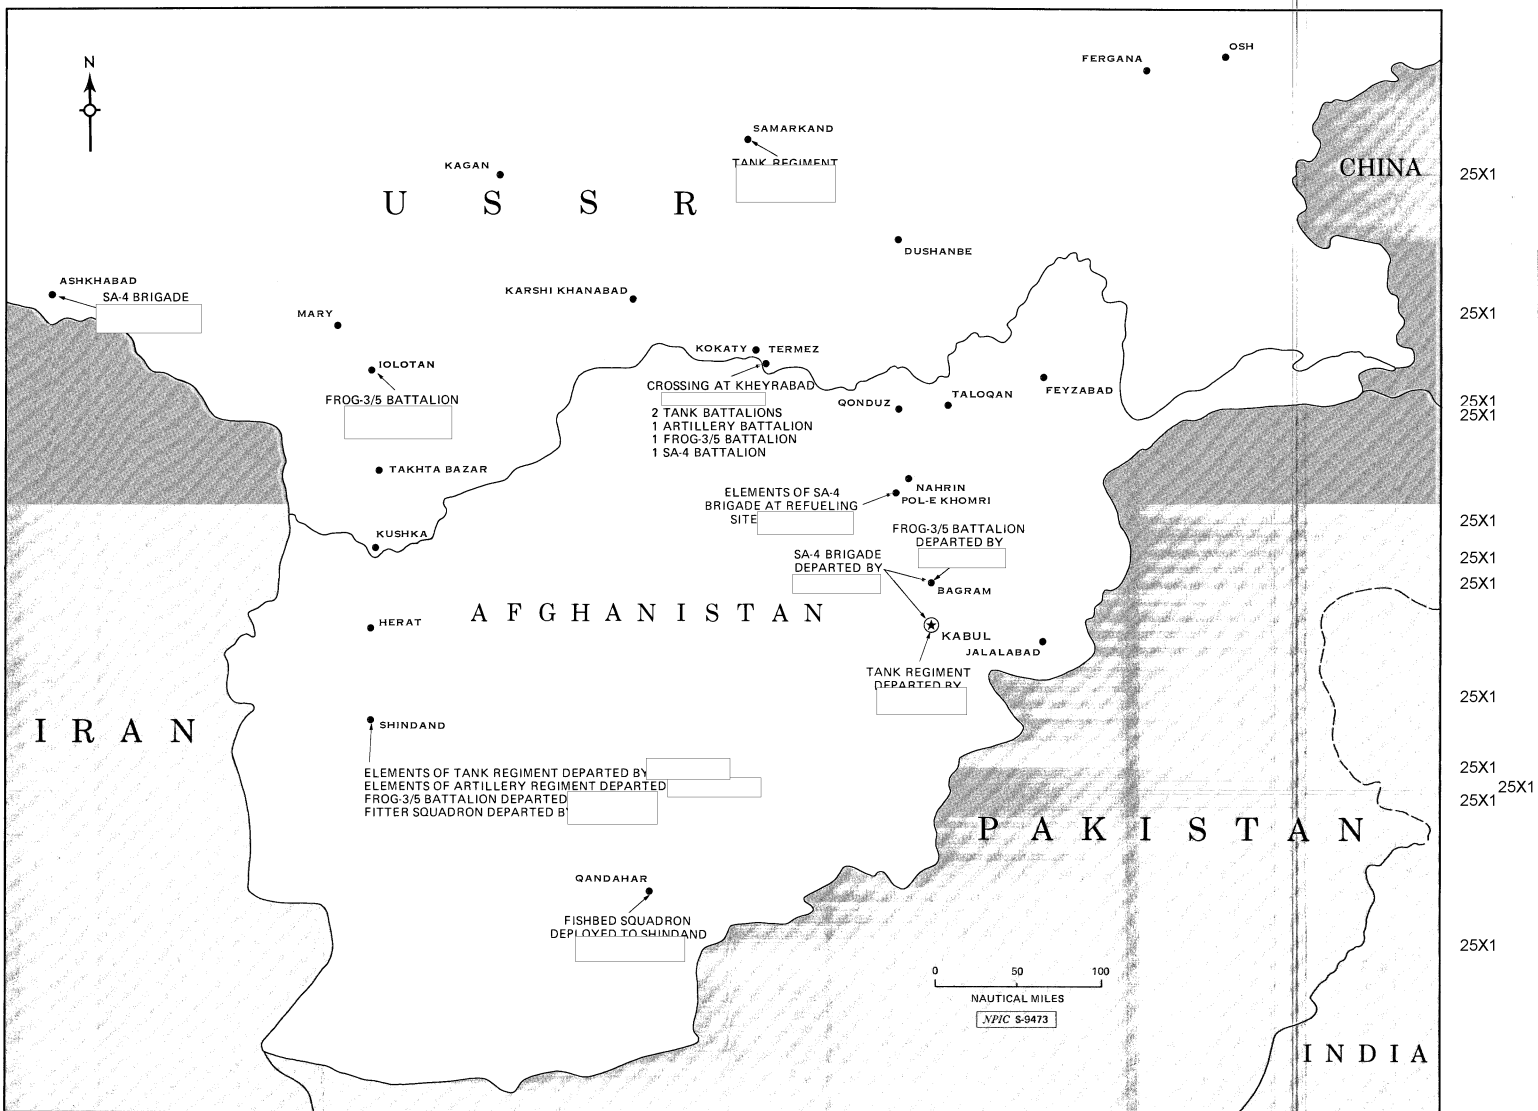 N
OSH
FERGANA
SAMARKAND
TANK REGIMENT
KAGAN
CHINA
25X1
U S S R
DUSHANBE
ASHKHABAD
SA-4 BRIGADE
KARSHI KHANABAD
MARY
25X1
KOKATY
TERMEZ
IOLOTAN
CROSSING AT KHEYRABAD
FEYZABAD
TALOQAN
FROG-3/5 BATTALION
QONDUZ
25X1
25X1
2 TANK BATTALIONS
1 ARTILLERY BATTALION
1 FROG-3/5 BATTALION
1 SA-4 BATTALION
TAKHTA BAZAR
NAHRIN
POL-E KHOMRI
ELEMENTS OF SA-4
BRIGADE AT REFUELING
SITE
25X1
KUSHKA
FROG-3/5 BATTALION
DEPARTED BY
SA-4 BRIGADE
DEPARTED BY
25X1
25X1
BAGRAM
AFGHANISTAN
HERAT
KABUL
JALALABAD
TANK REGIMENT
DEPARTED BY
25X1
IRAN
SHINDAND
ELEMENTS OF TANK REGIMENT DEPARTED BY
ELEMENTS OF ARTILLERY REGIMENT DEPARTED
FROG-3/5 BATTALION DEPARTED
FITTER SQUADRON DEPARTED BY
25X1
25X1
25X1
PAKISTAN
QANDAHAR
FISHBED SQUADRON
DEPLOYED TO SHINDAND
25X1
0 50 100
NAUTICAL MILES
NPIC S-9473
INDIA